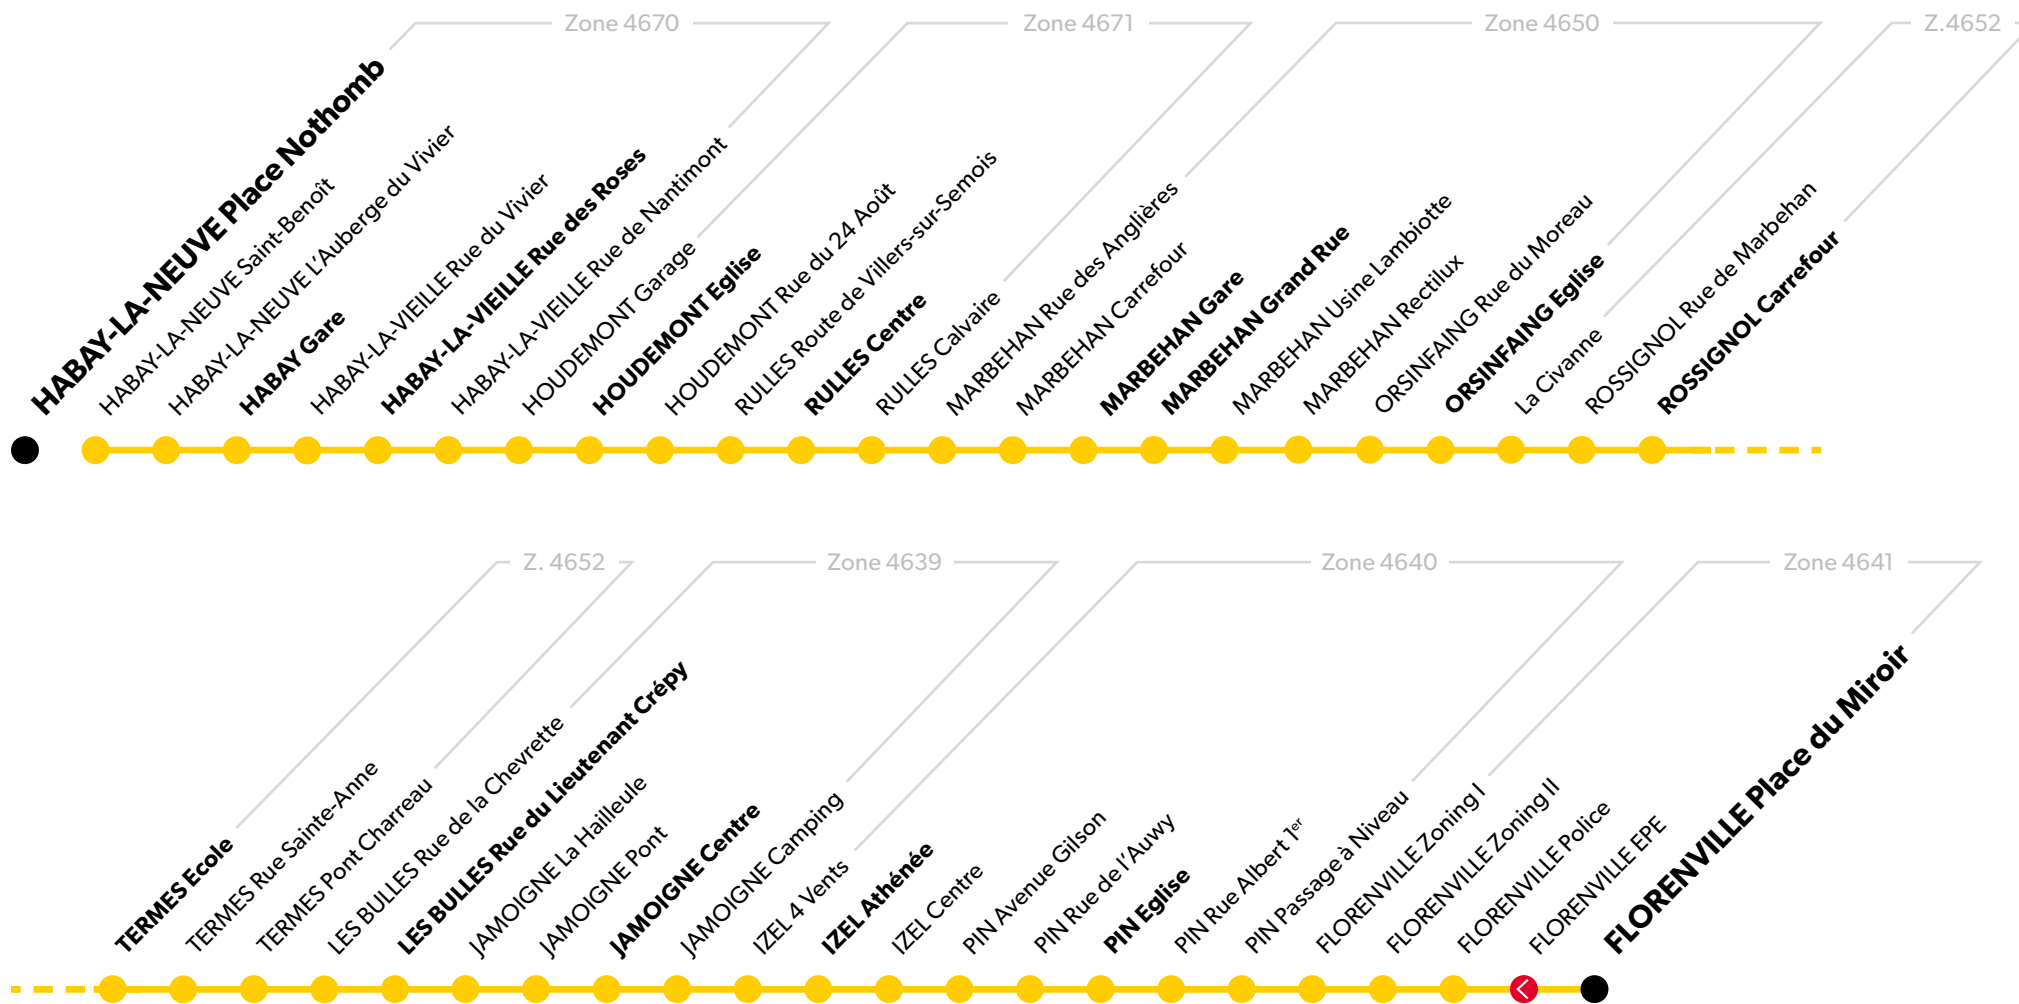 Zone 4670
Zone 4671
Zone 4650
Z.4652
HABAY-LA-NEUVE Place Nothomb
HABAY-LA-NEUVE Saint-Benoît
HABAY-LA-NEUVE L'Auberge du Vivier
HABAY Gare
HABAY-LA-VIEILLE Rue du Vivier
HABAY-LA-VIEILLE Rue des Roses
HABAY-LA-VIEILLE Rue de Nantimont
HOUDEMONT Garage
HOUDEMONT Eglise
HOUDEMONT Rue du 24 Août
RULLES Route de Villers-sur-Semois
RULLES Centre
RULLES Calvaire
MARBEHAN Rue des Anglières
MARBEHAN Carrefour
MARBEHAN Gare
MARBEHAN Grand Rue
MARBEHAN Usine Lambiotte
MARBEHAN Rectilux
ORSINFAING Rue du Moreau
ORSINFAING Eglise
La Civanne
ROSSIGNOL Rue de Marbehan
ROSSIGNOL Carrefour
Z. 4652
Zone 4639
Zone 4640
Zone 4641
TERMES Ecole
TERMES Rue Sainte-Anne
TERMES Pont Charreau
LES BULLES Rue de la Chevrette
LES BULLES Rue du Lieutenant Crépy
JAMOIGNE La Hailleule
JAMOIGNE Pont
JAMOIGNE Centre
JAMOIGNE Camping
IZEL 4 Vents
IZEL Athénée
IZEL Centre
PIN Avenue Gilson
PIN Rue de l'Auwy
PIN Eglise
PIN Rue Albert 1er
PIN Passage à Niveau
FLORENVILLE Zoning I
FLORENVILLE Zoning II
FLORENVILLE Police
FLORENVILLE EPE
FLORENVILLE Place du Miroir